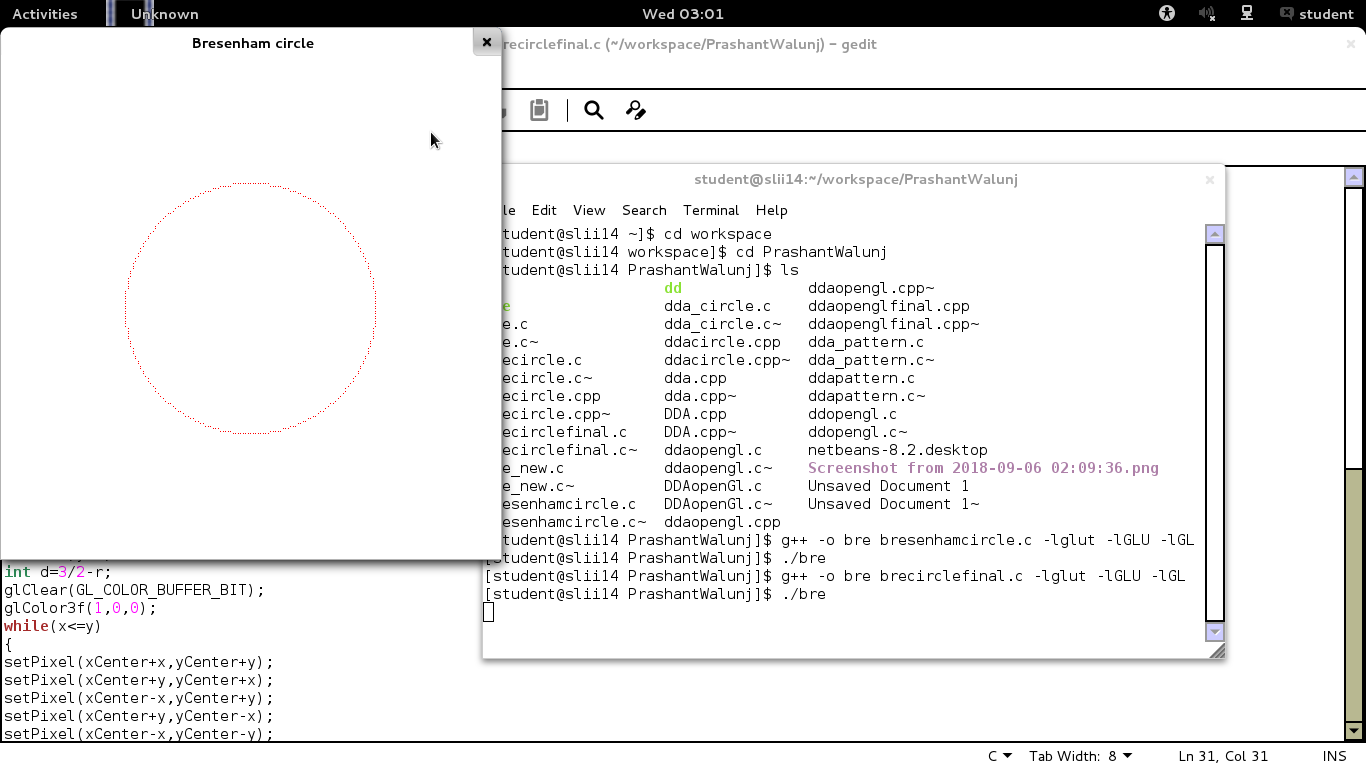 Activities Unknown Wed 03:01 student
Bresenham circle
recirclefinal.c (~/workspace/PrashantWalunj) - gedit
student@slii14:~/workspace/PrashantWalunj
le Edit View Search Terminal Help
tudent@slii14 ~]$ cd workspace
tudent@slii14 workspace]$ cd PrashantWalunj
tudent@slii14 PrashantWalunj]$ ls
dd ddaopengl.cpp~
e dda_circle.c ddaopenglfinal.cpp
e.c dda_circle.c~ ddaopenglfinal.cpp~
e.c~ ddacircle.cpp dda_pattern.c
ecircle.c ddacircle.cpp~ dda_pattern.c~
ecircle.c~ dda.cpp ddapattern.c
ecircle.cpp dda.cpp~ ddapattern.c~
ecircle.cpp~ DDA.cpp ddopengl.c
ecirclefinal.c DDA.cpp~ ddopengl.c~
ecirclefinal.c~ ddaopengl.c netbeans-8.2.desktop
e_new.c ddaopengl.c~ Screenshot from 2018-09-06 02:09:36.png
e_new.c~ DDAopenGl.c Unsaved Document 1
esenhamcircle.c DDAopenGl.c~ Unsaved Document 1~
esenhamcircle.c~ ddaopengl.cpp
tudent@slii14 PrashantWalunj]$ g++ -o bre bresenhamcircle.c -lglut -lGLU -lGL
[student@slii14 PrashantWalunj]$ ./bre
[student@slii14 PrashantWalunj]$ g++ -o bre brecirclefinal.c -lglut -lGLU -lGL
[student@slii14 PrashantWalunj]$ ./bre
int d=3/2-r;
glClear(GL_COLOR_BUFFER_BIT);
glColor3f(1,0,0);
while(x<=y)
{
setPixel(xCenter+x,yCenter+y);
setPixel(xCenter+y,yCenter+x);
setPixel(xCenter-x,yCenter+y);
setPixel(xCenter+y,yCenter-x);
setPixel(xCenter-x,yCenter-y);
C Tab Width: 8 Ln 31, Col 31 INS